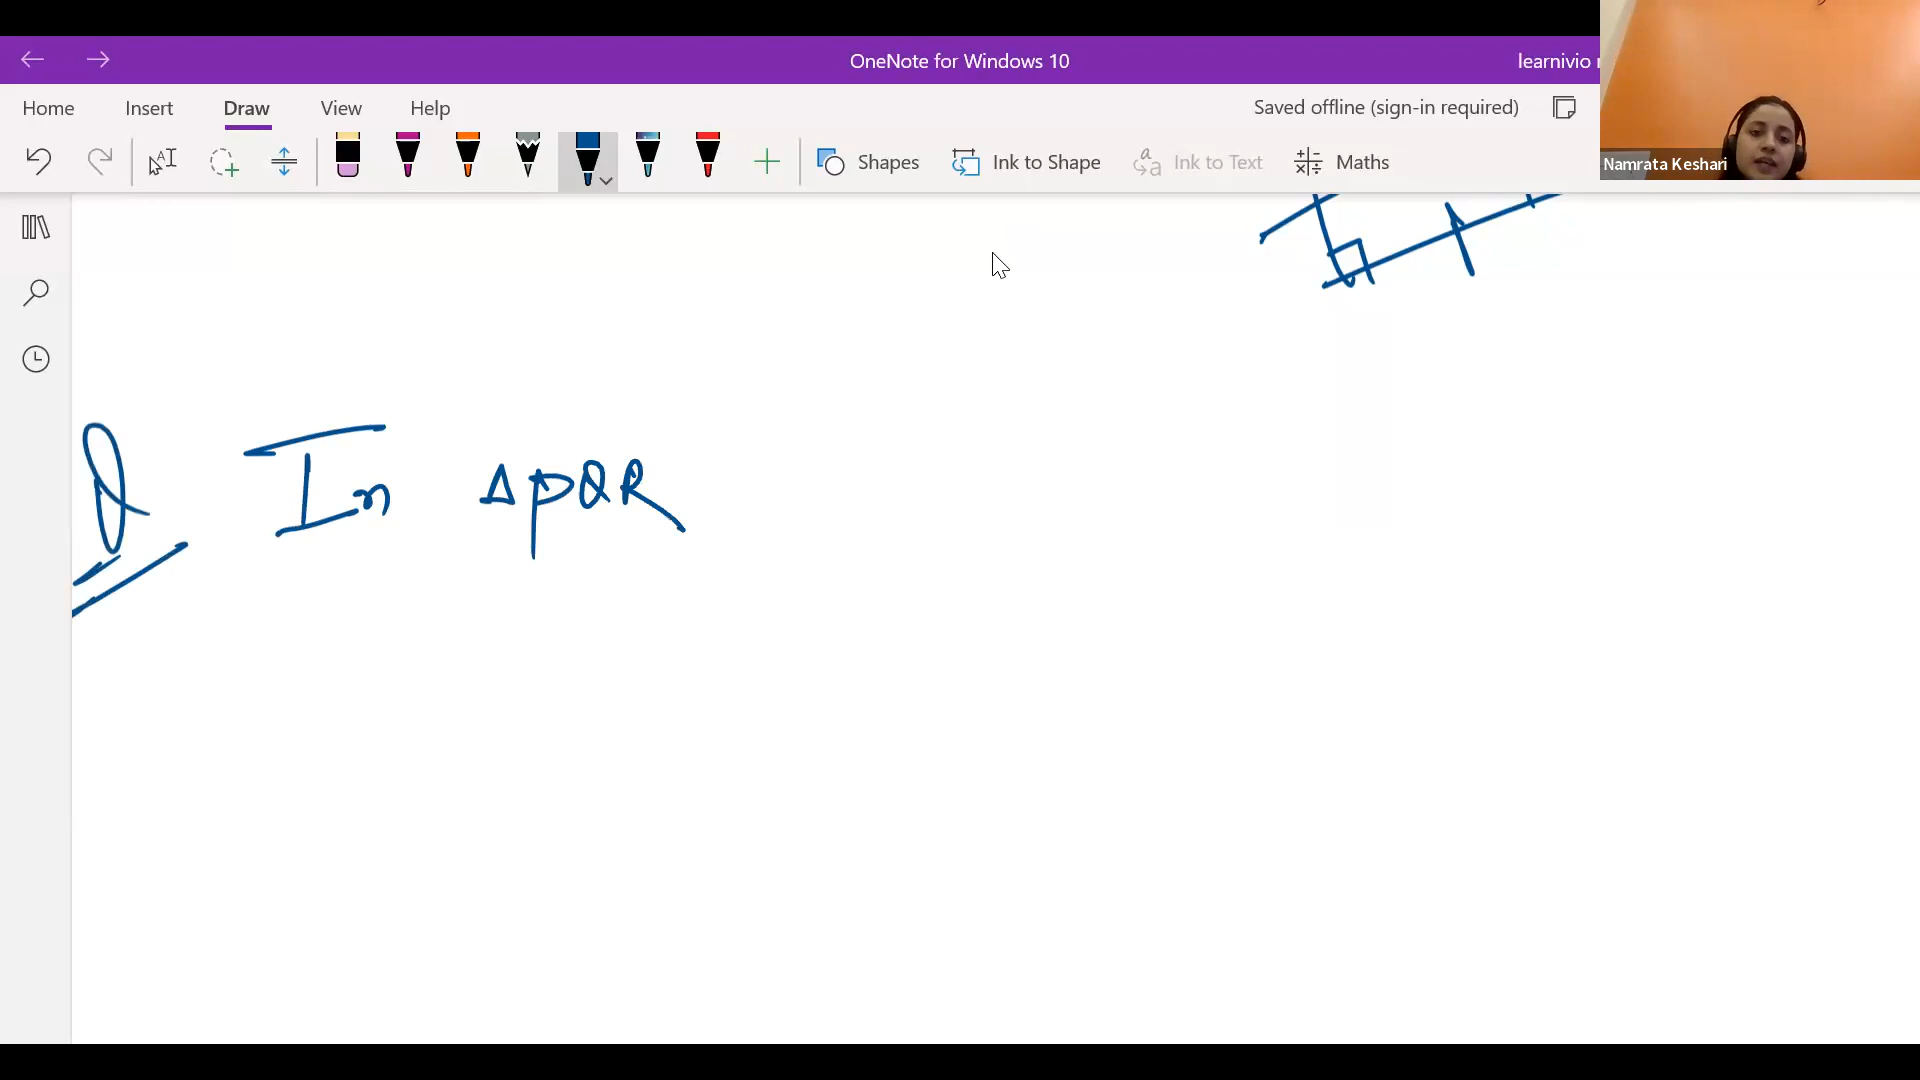 OneNote for Windows 10
learnivio
Home Insert Draw View Help
Saved offline (sign-in required)
Shapes Ink to Shape Ink to Text Maths
Namrata Keshari
Q In ΔPQR